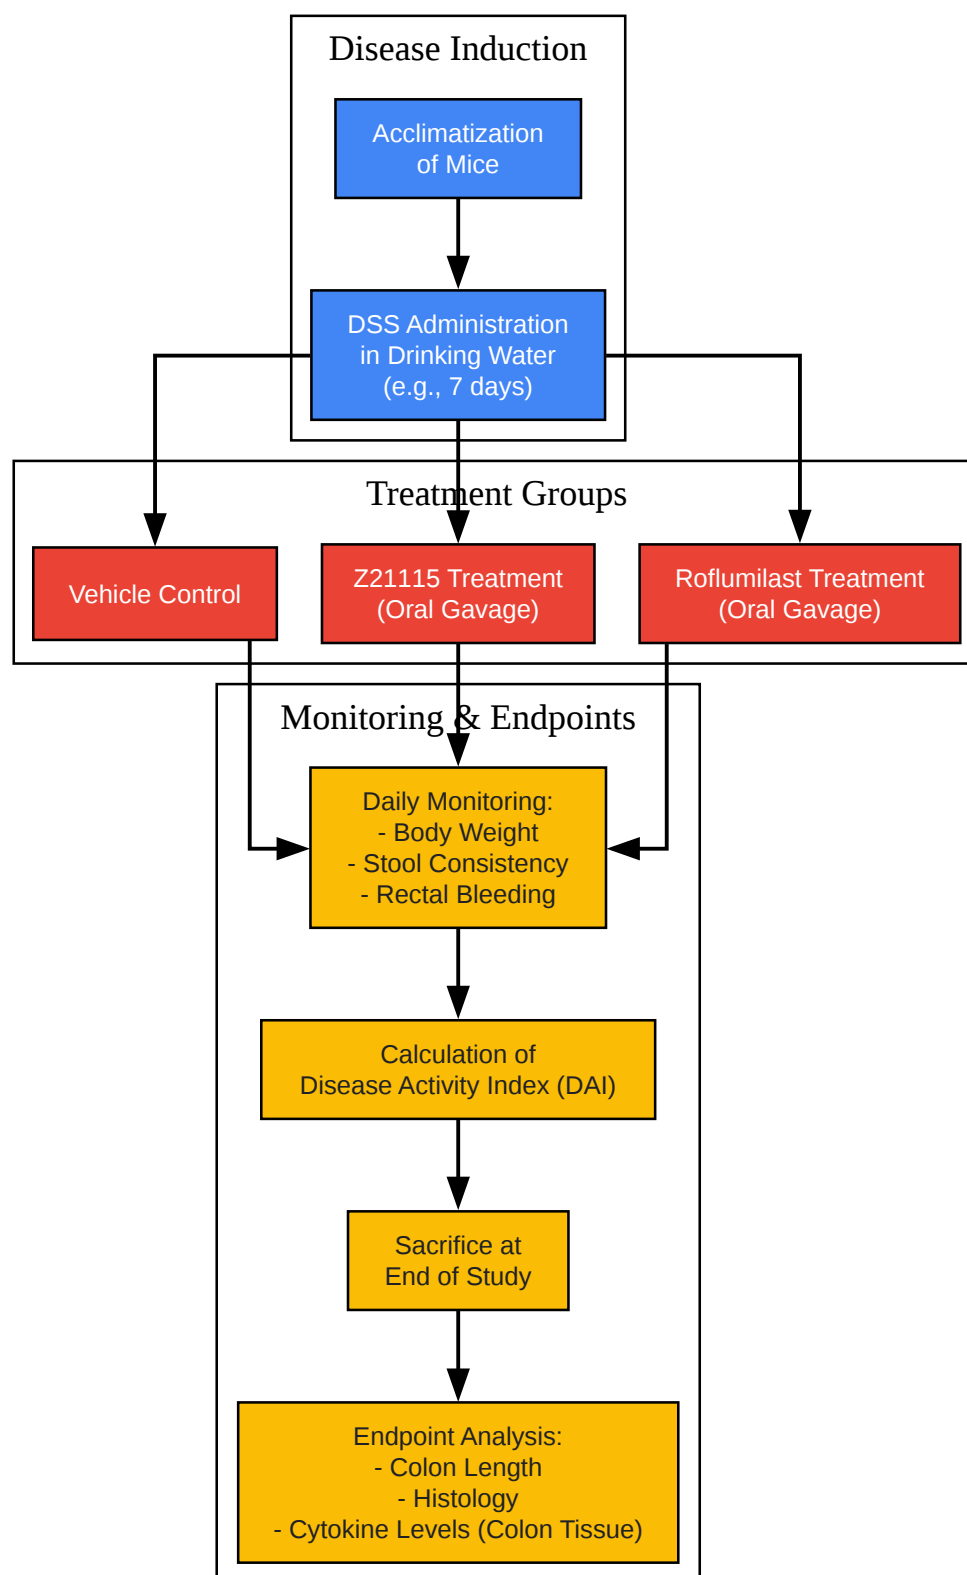 Disease Induction
Acclimatization
of Mice
DSS Administration
in Drinking Water
(e.g., 7 days)
Treatment Groups
Vehicle Control
Z21115 Treatment
(Oral Gavage)
Roflumilast Treatment
(Oral Gavage)
Monitoring & Endpoints
Daily Monitoring:
- Body Weight
- Stool Consistency
- Rectal Bleeding
Calculation of
Disease Activity Index (DAI)
Sacrifice at
End of Study
Endpoint Analysis:
- Colon Length
- Histology
- Cytokine Levels (Colon Tissue)